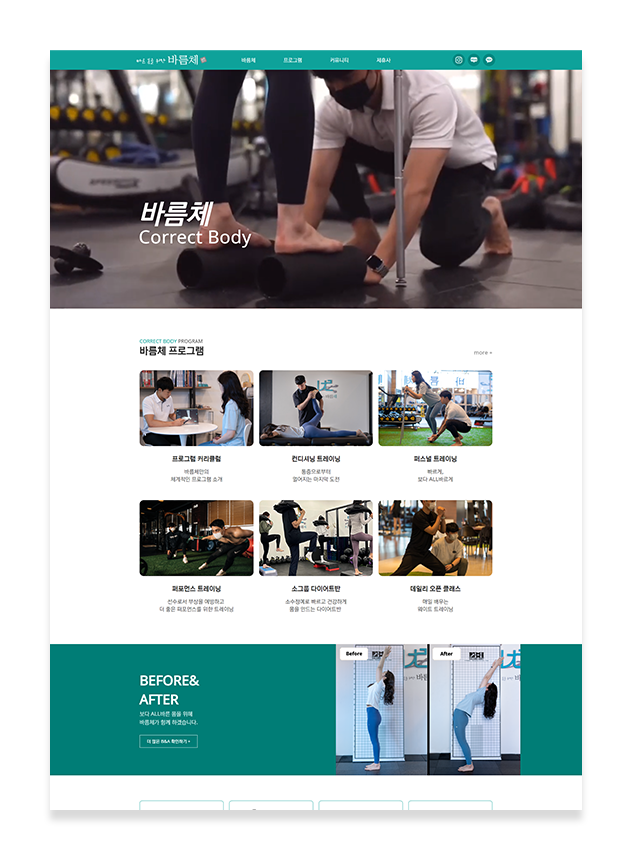 바름체
바름체
프로그램
커뮤니티
제휴사
바름체
Correct Body
CORRECT BODY PROGRAM
바름체 프로그램
more +
프로그램 커리큘럼
바름체만의
체계적인 프로그램 소개
컨디셔닝 트레이닝
통증으로부터
멀어지는 마지막 도전
퍼스널 트레이닝
빠르게,
보다 ALL바르게
퍼포먼스 트레이닝
선수로서 부상을 예방하고
더 좋은 퍼포먼스를 위한 트레이닝
소그룹 다이어트반
소수정예로 빠르고 건강하게
몸을 만드는 다이어트반
데일리 오픈 클래스
매일 배우는
웨이트 트레이닝
BEFORE&
AFTER
보다 ALL바른 몸을 위해
바름체가 함께 하겠습니다.
더 많은 B&A 확인하기 +
Before
After